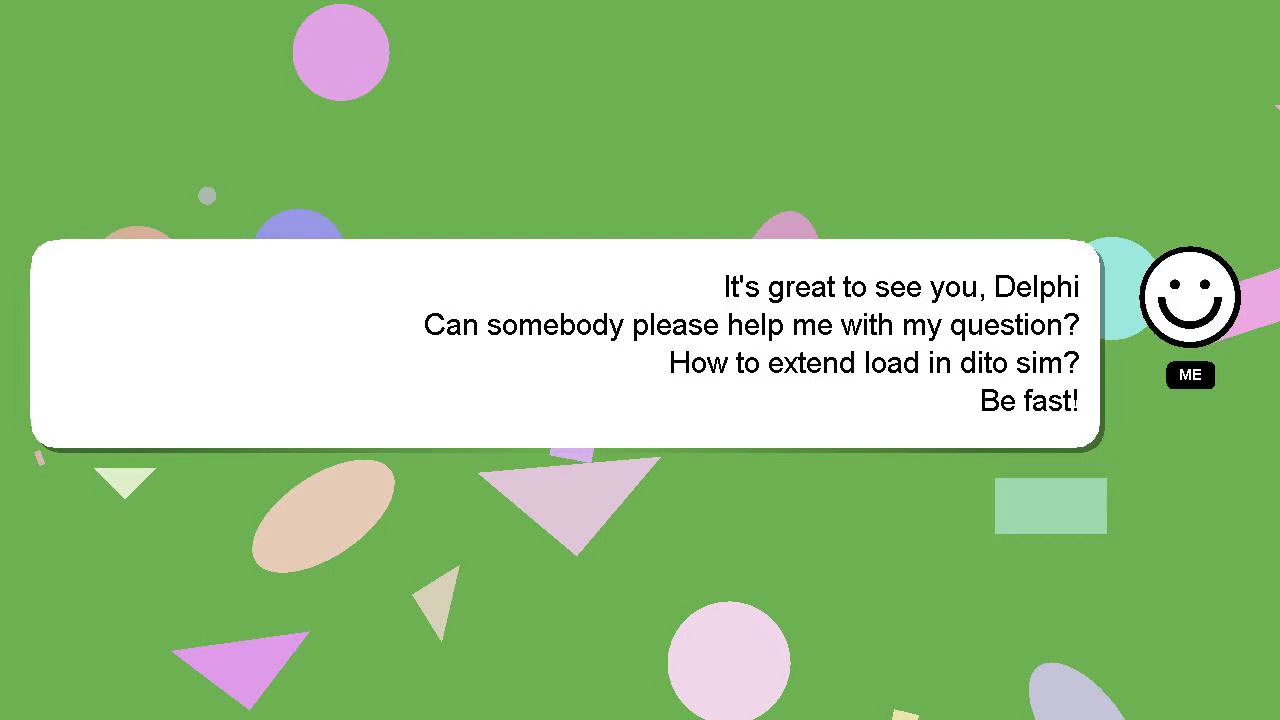 It's great to see you, Delphi
Can somebody please help me with my question?
How to extend load in dito sim?
Be fast!
ME